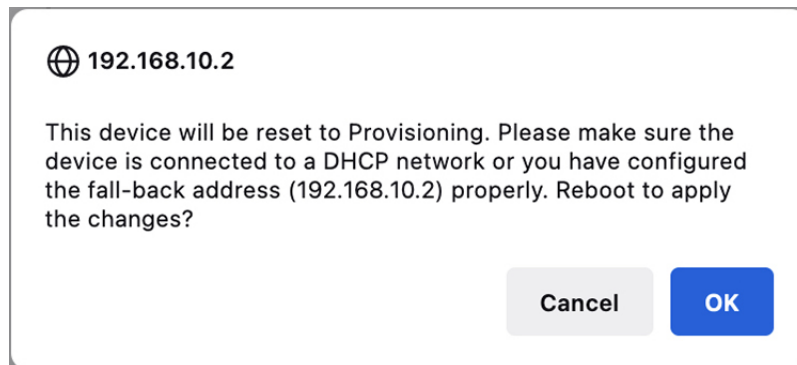 192.168.10.2
This device will be reset to Provisioning. Please make sure the
device is connected to a DHCP network or you have configured
the fall-back address (192.168.10.2) properly. Reboot to apply
the changes?
Cancel OK